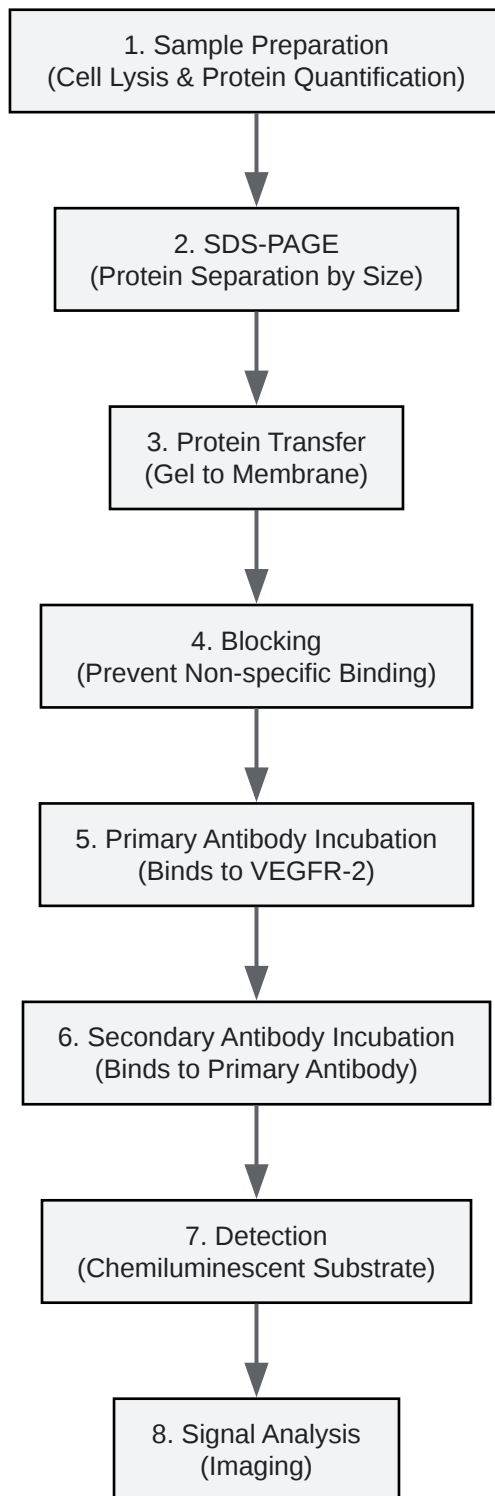 1. Sample Preparation
(Cell Lysis & Protein Quantification)
2. SDS-PAGE
(Protein Separation by Size)
3. Protein Transfer
(Gel to Membrane)
4. Blocking
(Prevent Non-specific Binding)
5. Primary Antibody Incubation
(Binds to VEGFR-2)
6. Secondary Antibody Incubation
(Binds to Primary Antibody)
7. Detection
(Chemiluminescent Substrate)
8. Signal Analysis
(Imaging)